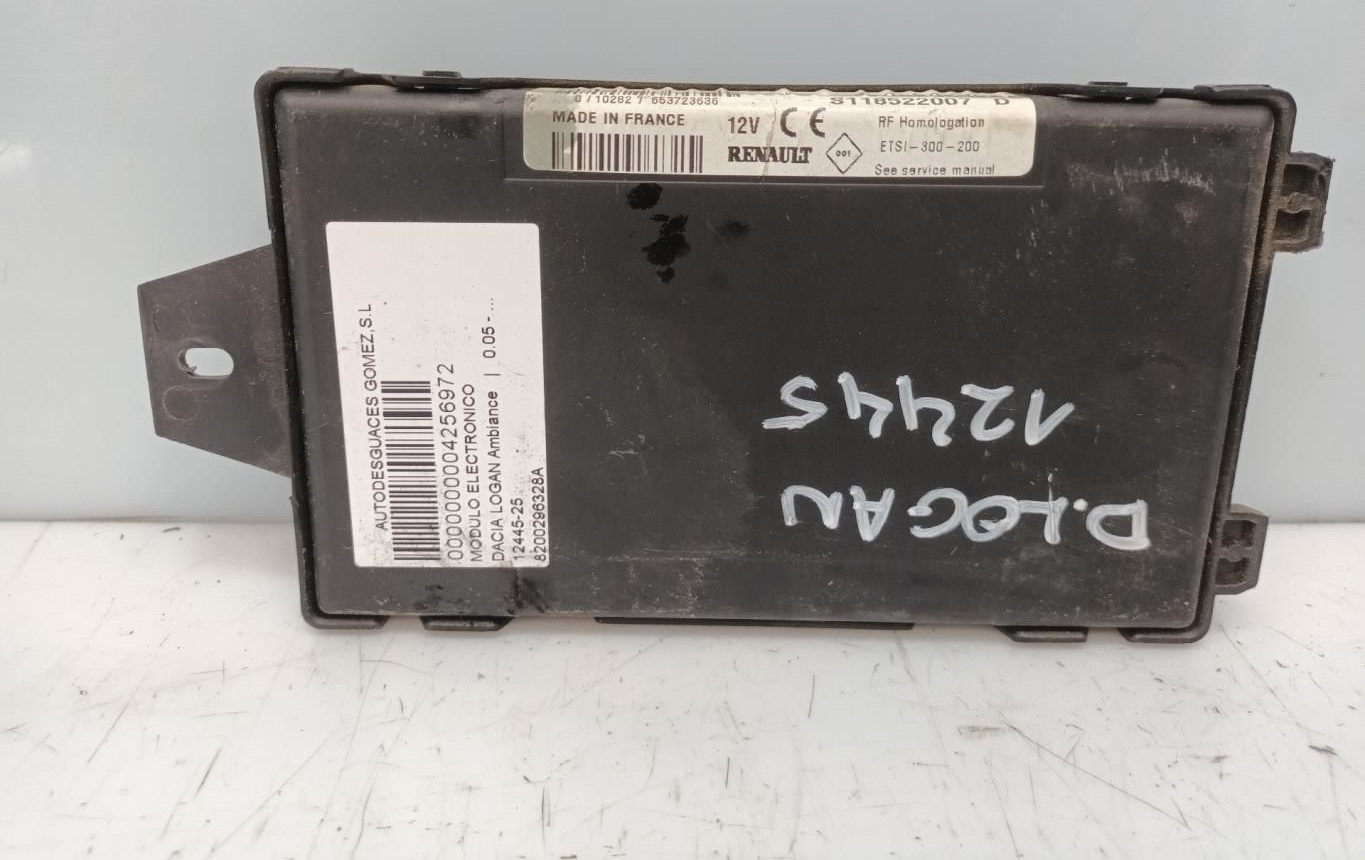 S118522007 D
MADE IN FRANCE
12V CE
RENAULT
001
RF Homologation
ETSI-300-200
See service manual
AUTODESGUACES GOMEZ,S.L
MODULO ELECTRONICO
DACIA LOGAN Ambiance | 0.05 - ...
12445-25
8200296328A
D.LOGAN
12445